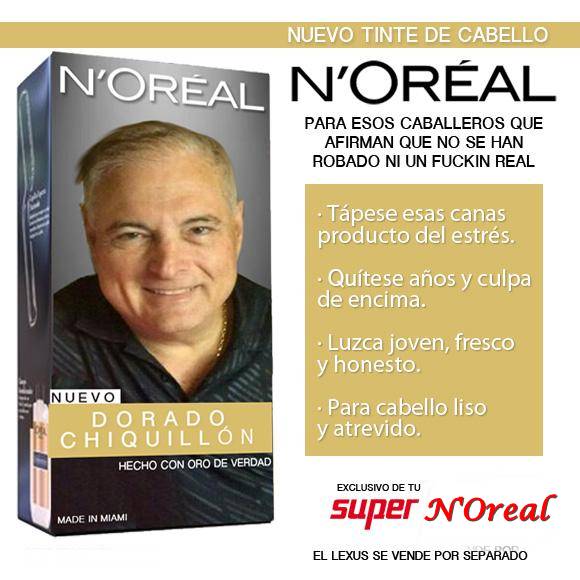 NUEVO TINTE DE CABELLO
N'ORÉAL
N'ORÉAL
PARA ESOS CABALLEROS QUE
AFIRMAN QUE NO SE HAN
ROBADO NI UN FUCKIN REAL
· Tápese esas canas
producto del estrés.
· Quítese años y culpa
de encima.
· Luzca joven, fresco
y honesto.
· Para cabello liso
y atrevido.
NUEVO
DORADO
CHIQUILLÓN
HECHO CON ORO DE VERDAD
MADE IN MIAMI
EXCLUSIVO DE TU
super N'Oreal
EL LEXUS SE VENDE POR SEPARADO